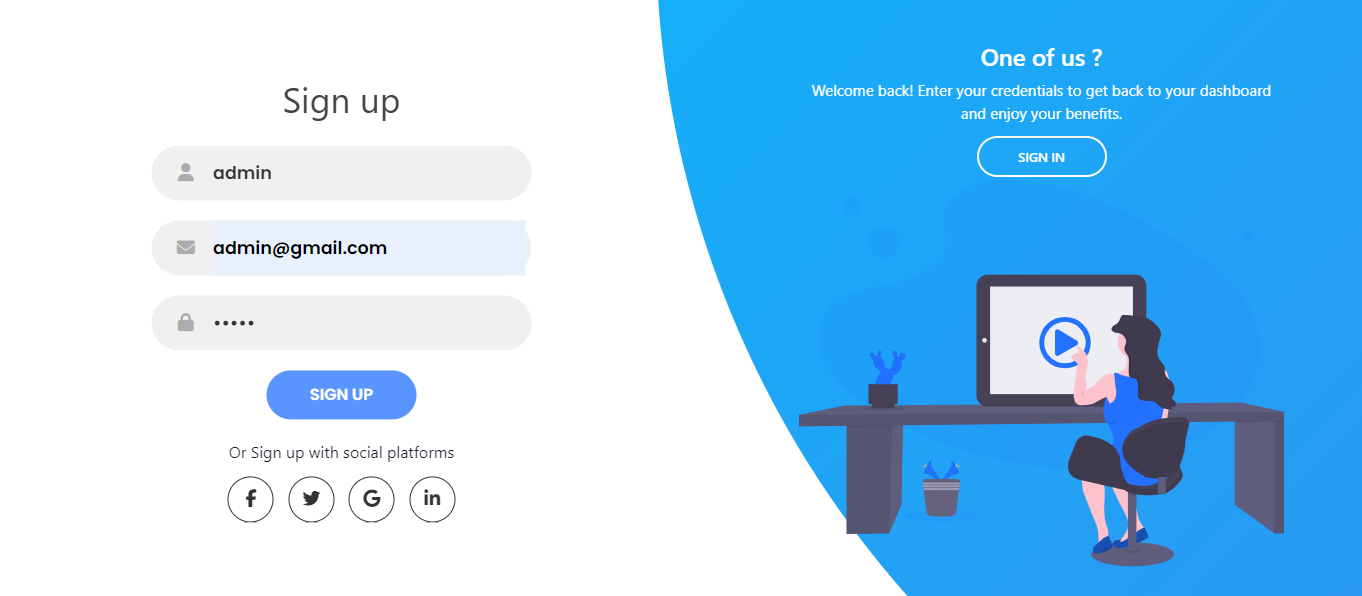 Sign up
admin
admin@gmail.com
•••••
SIGN UP
Or Sign up with social platforms
One of us ?
Welcome back! Enter your credentials to get back to your dashboard
and enjoy your benefits.
SIGN IN